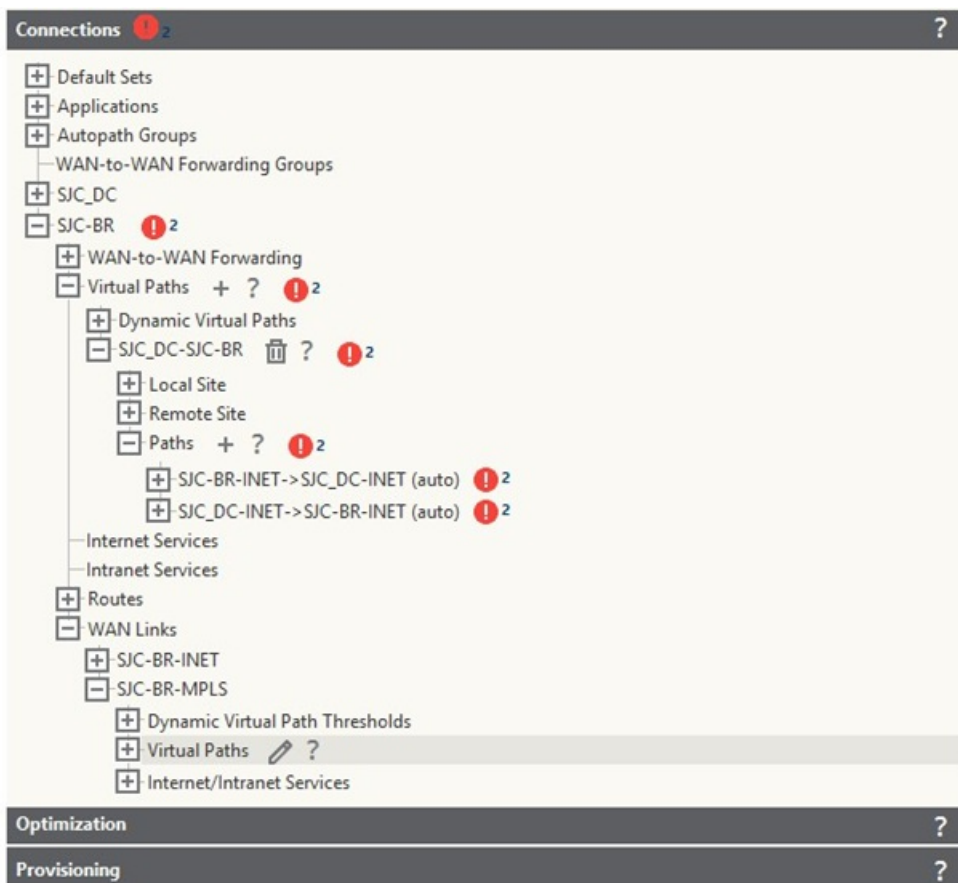 Connections ! 2 ?
Default Sets
Applications
Autopath Groups
WAN-to-WAN Forwarding Groups
SJC_DC
SJC-BR ! 2
WAN-to-WAN Forwarding
Virtual Paths + ? ! 2
Dynamic Virtual Paths
SJC_DC-SJC-BR ? ! 2
Local Site
Remote Site
Paths + ? ! 2
SJC-BR-INET->SJC_DC-INET (auto) ! 2
SJC_DC-INET->SJC-BR-INET (auto) ! 2
Internet Services
Intranet Services
Routes
WAN Links
SJC-BR-INET
SJC-BR-MPLS
Dynamic Virtual Path Thresholds
Virtual Paths ?
Internet/Intranet Services
Optimization ?
Provisioning ?